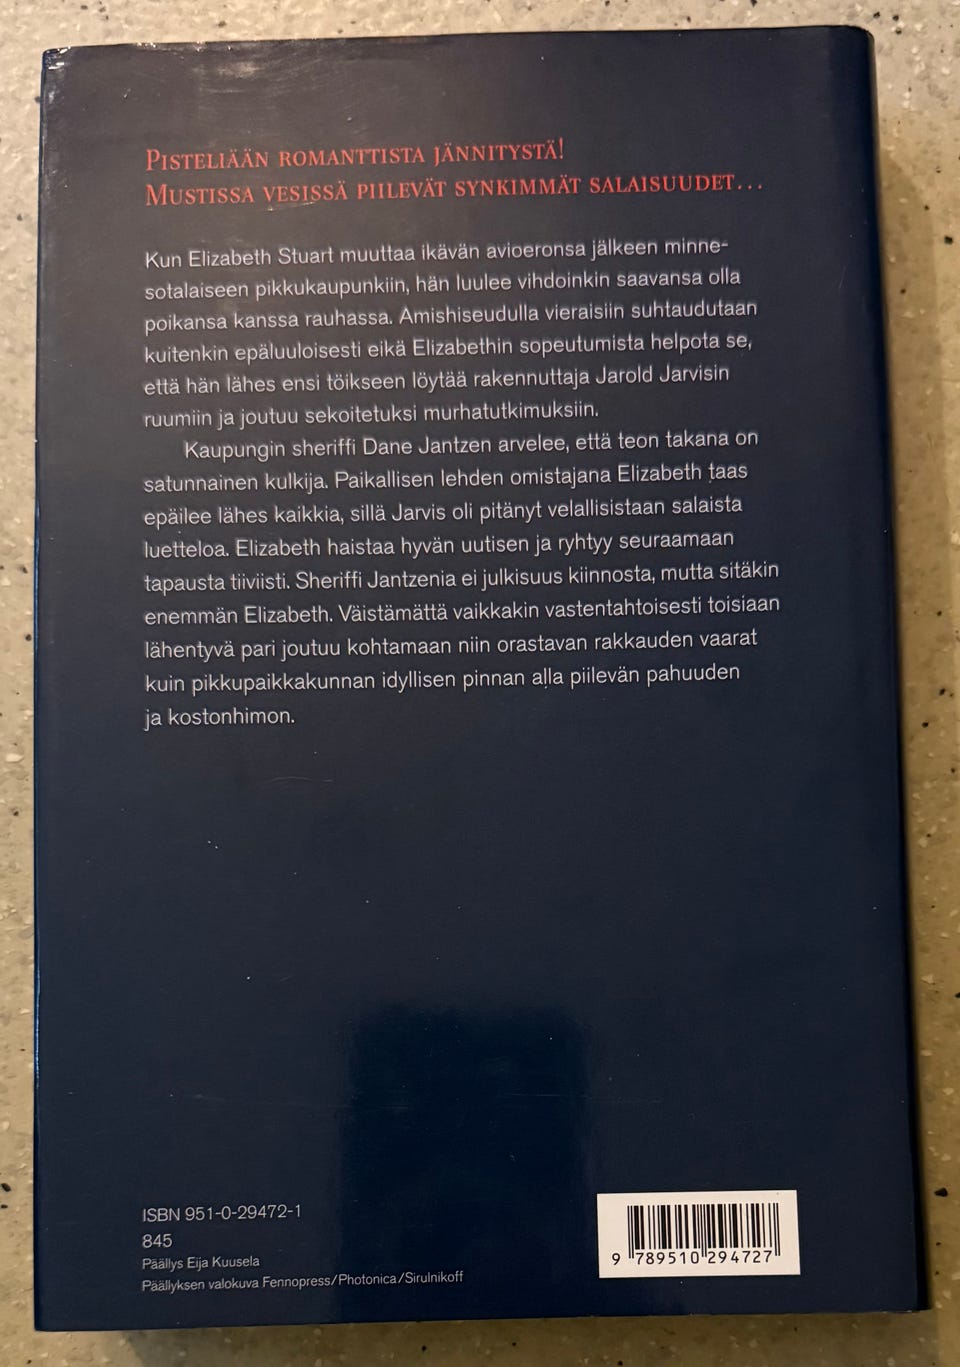 PISTELIÄÄN ROMANTTISTA JÄNNITYSTÄ!
MUSTISSA VESISSÄ PIILEVÄT SYNKIMMÄT SALAISUUDET...
Kun Elizabeth Stuart muuttaa ikävän avioeronsa jälkeen minne-
sotalaiseen pikkukaupunkiin, hän luulee vihdoinkin saavansa olla
poikansa kanssa rauhassa. Amishiseudulla vieraisiin suhtaudutaan
kuitenkin epäluuloisesti eikä Elizabethin sopeutumista helpota se,
että hän lähes ensi töikseen löytää rakennuttaja Jarold Jarvisin
ruumiin ja joutuu sekoitetuksi murhatutkimuksiin.
Kaupungin sheriffi Dane Jantzen arvelee, että teon takana on
satunnainen kulkija. Paikallisen lehden omistajana Elizabeth taas
epäilee lähes kaikkia, sillä Jarvis oli pitänyt velallisistaan salaista
luetteloa. Elizabeth haistaa hyvän uutisen ja ryhtyy seuraamaan
tapausta tiiviisti. Sheriffi Jantzenia ei julkisuus kiinnosta, mutta sitäkin
enemmän Elizabeth. Väistämättä vaikkakin vastentahtoisesti toisiaan
lähentyvä pari joutuu kohtamaan niin orastavan rakkauden vaarat
kuin pikkupaikkakunnan idyllisen pinnan alla piilevän pahuuden
ja kostonhimon.
ISBN 951-0-29472-1
845
Päällys Eija Kuusela
Päällyksen valokuva Fennopress/Photonica/Sirulnikoff
9 789510 294727